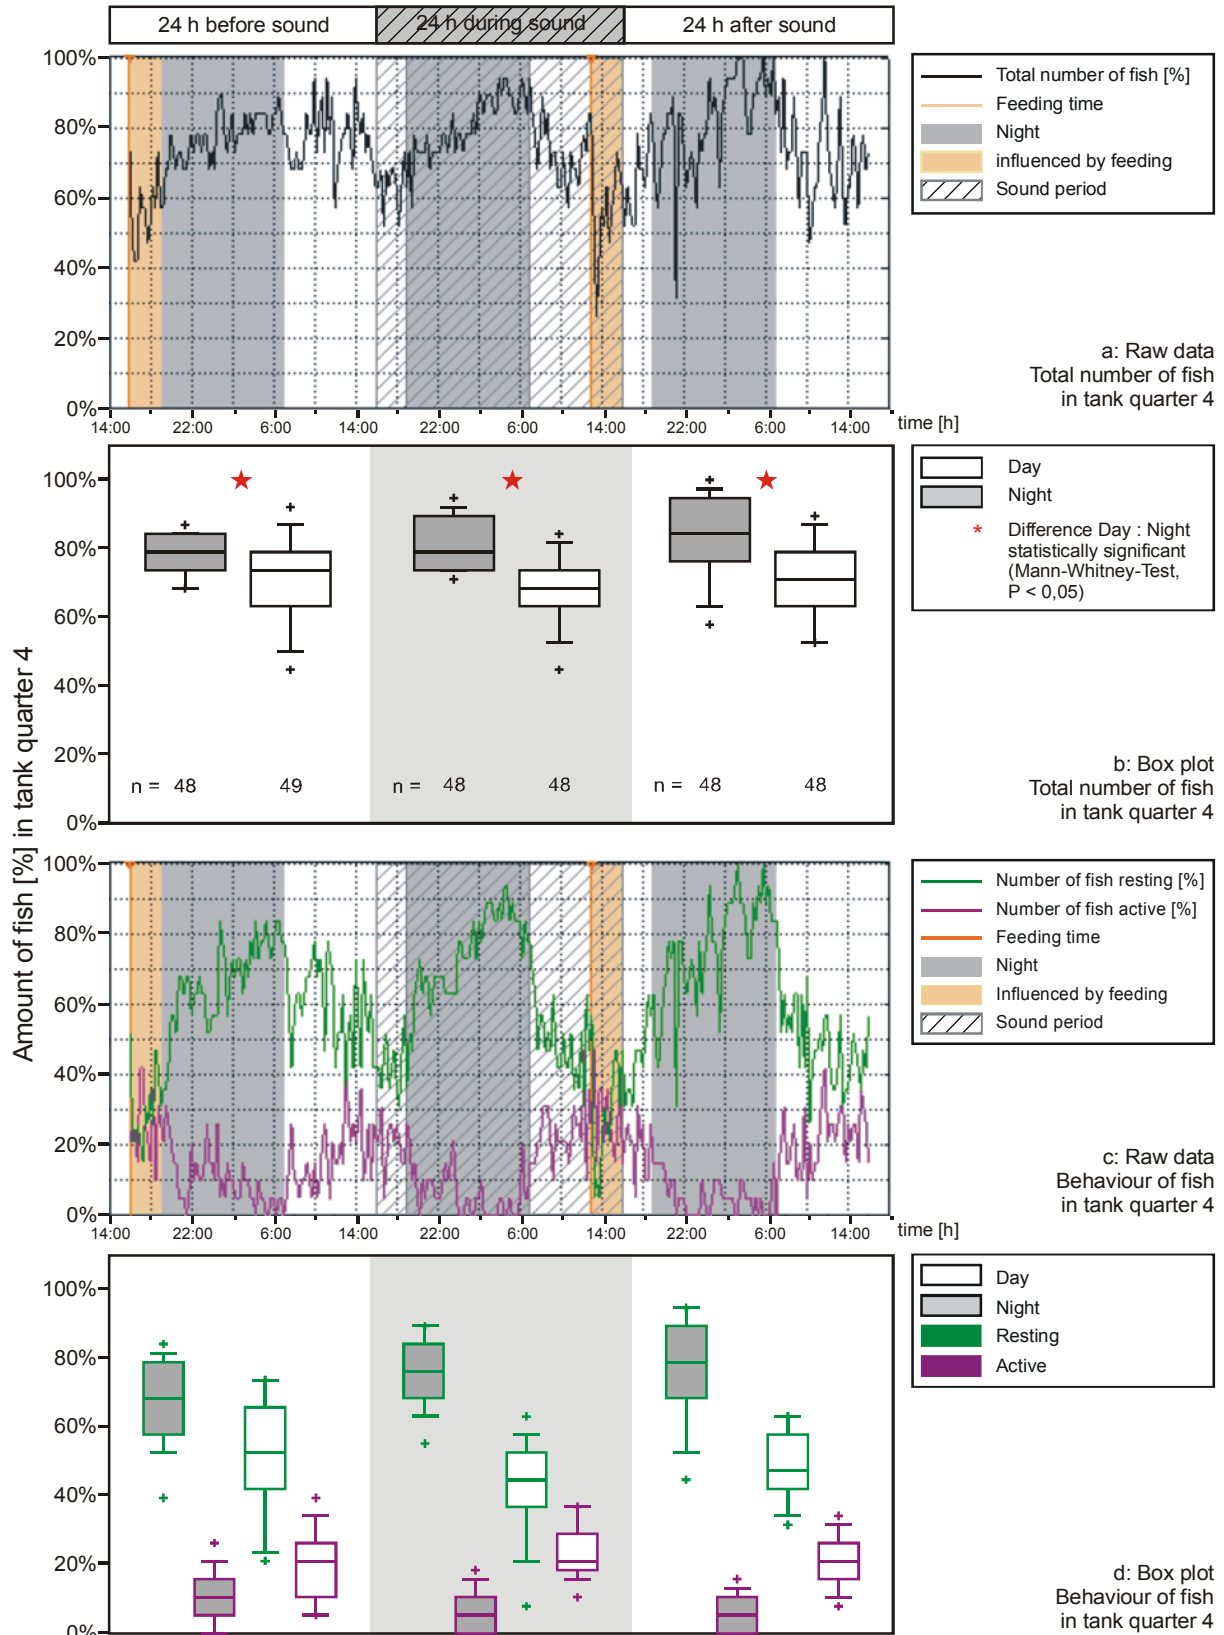 24 h before sound
24 h during sound
24 h after sound
Amount of fish [%] in tank quarter 4
100%
80%
60%
40%
20%
0%
14:00
22:00
6:00
14:00
22:00
6:00
14:00
22:00
6:00
14:00
time [h]
Total number of fish [%]
Feeding time
Night
influenced by feeding
Sound period
a: Raw data
Total number of fish
in tank quarter 4
100%
80%
60%
40%
20%
0%
n = 48
49
n = 48
48
n = 48
48
Day
Night
* Difference Day : Night
statistically significant
(Mann-Whitney-Test,
P < 0,05)
b: Box plot
Total number of fish
in tank quarter 4
100%
80%
60%
40%
20%
0%
14:00
22:00
6:00
14:00
22:00
6:00
14:00
22:00
6:00
14:00
time [h]
Number of fish resting [%]
Number of fish active [%]
Feeding time
Night
Influenced by feeding
Sound period
c: Raw data
Behaviour of fish
in tank quarter 4
100%
80%
60%
40%
20%
0%
Day
Night
Resting
Active
d: Box plot
Behaviour of fish
in tank quarter 4